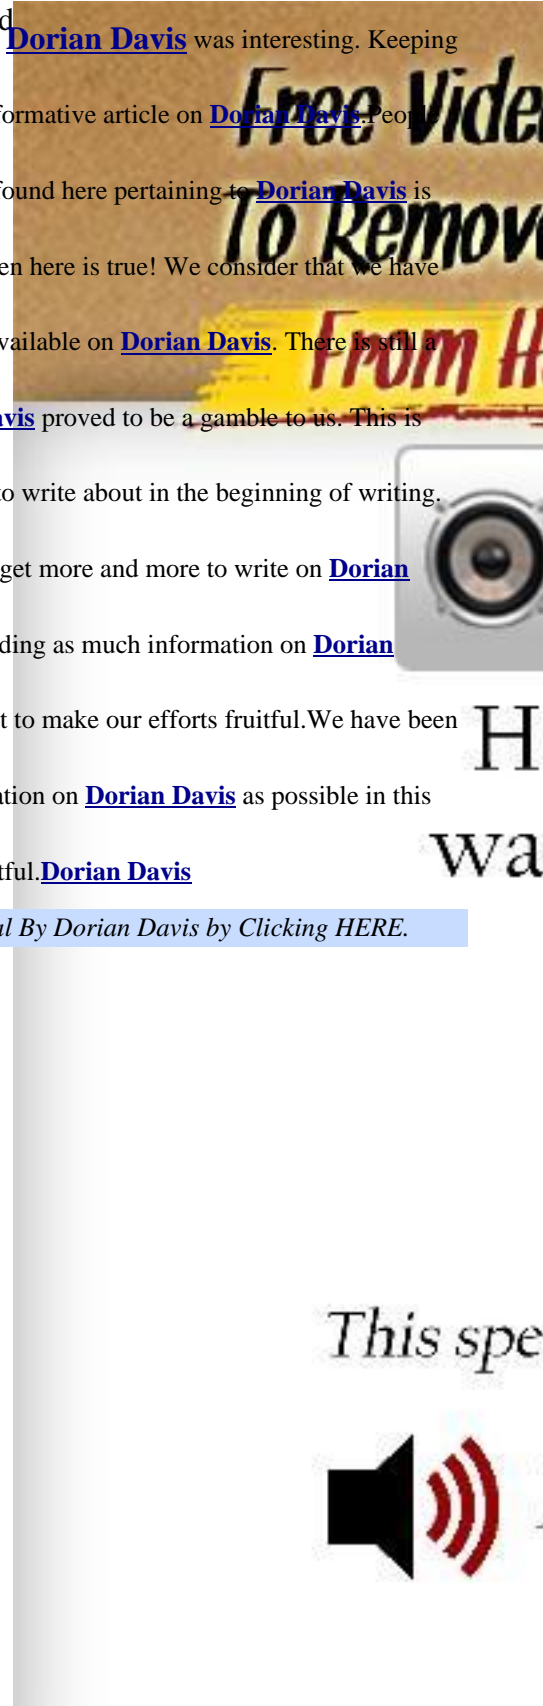 d
Dorian Davis was interesting. Keeping
Free Vide
formative article on Dorian Davis.People
found here pertaining to Dorian Davis is
To Remov
en here is true! We consider that we have
vailable on Dorian Davis. There is still a
From H
avis proved to be a gamble to us. This is
to write about in the beginning of writing.
get more and more to write on Dorian
ding as much information on Dorian
t to make our efforts fruitful.We have been
H
ation on Dorian Davis as possible in this
wa
tful.Dorian Davis
al By Dorian Davis by Clicking HERE.
This spe